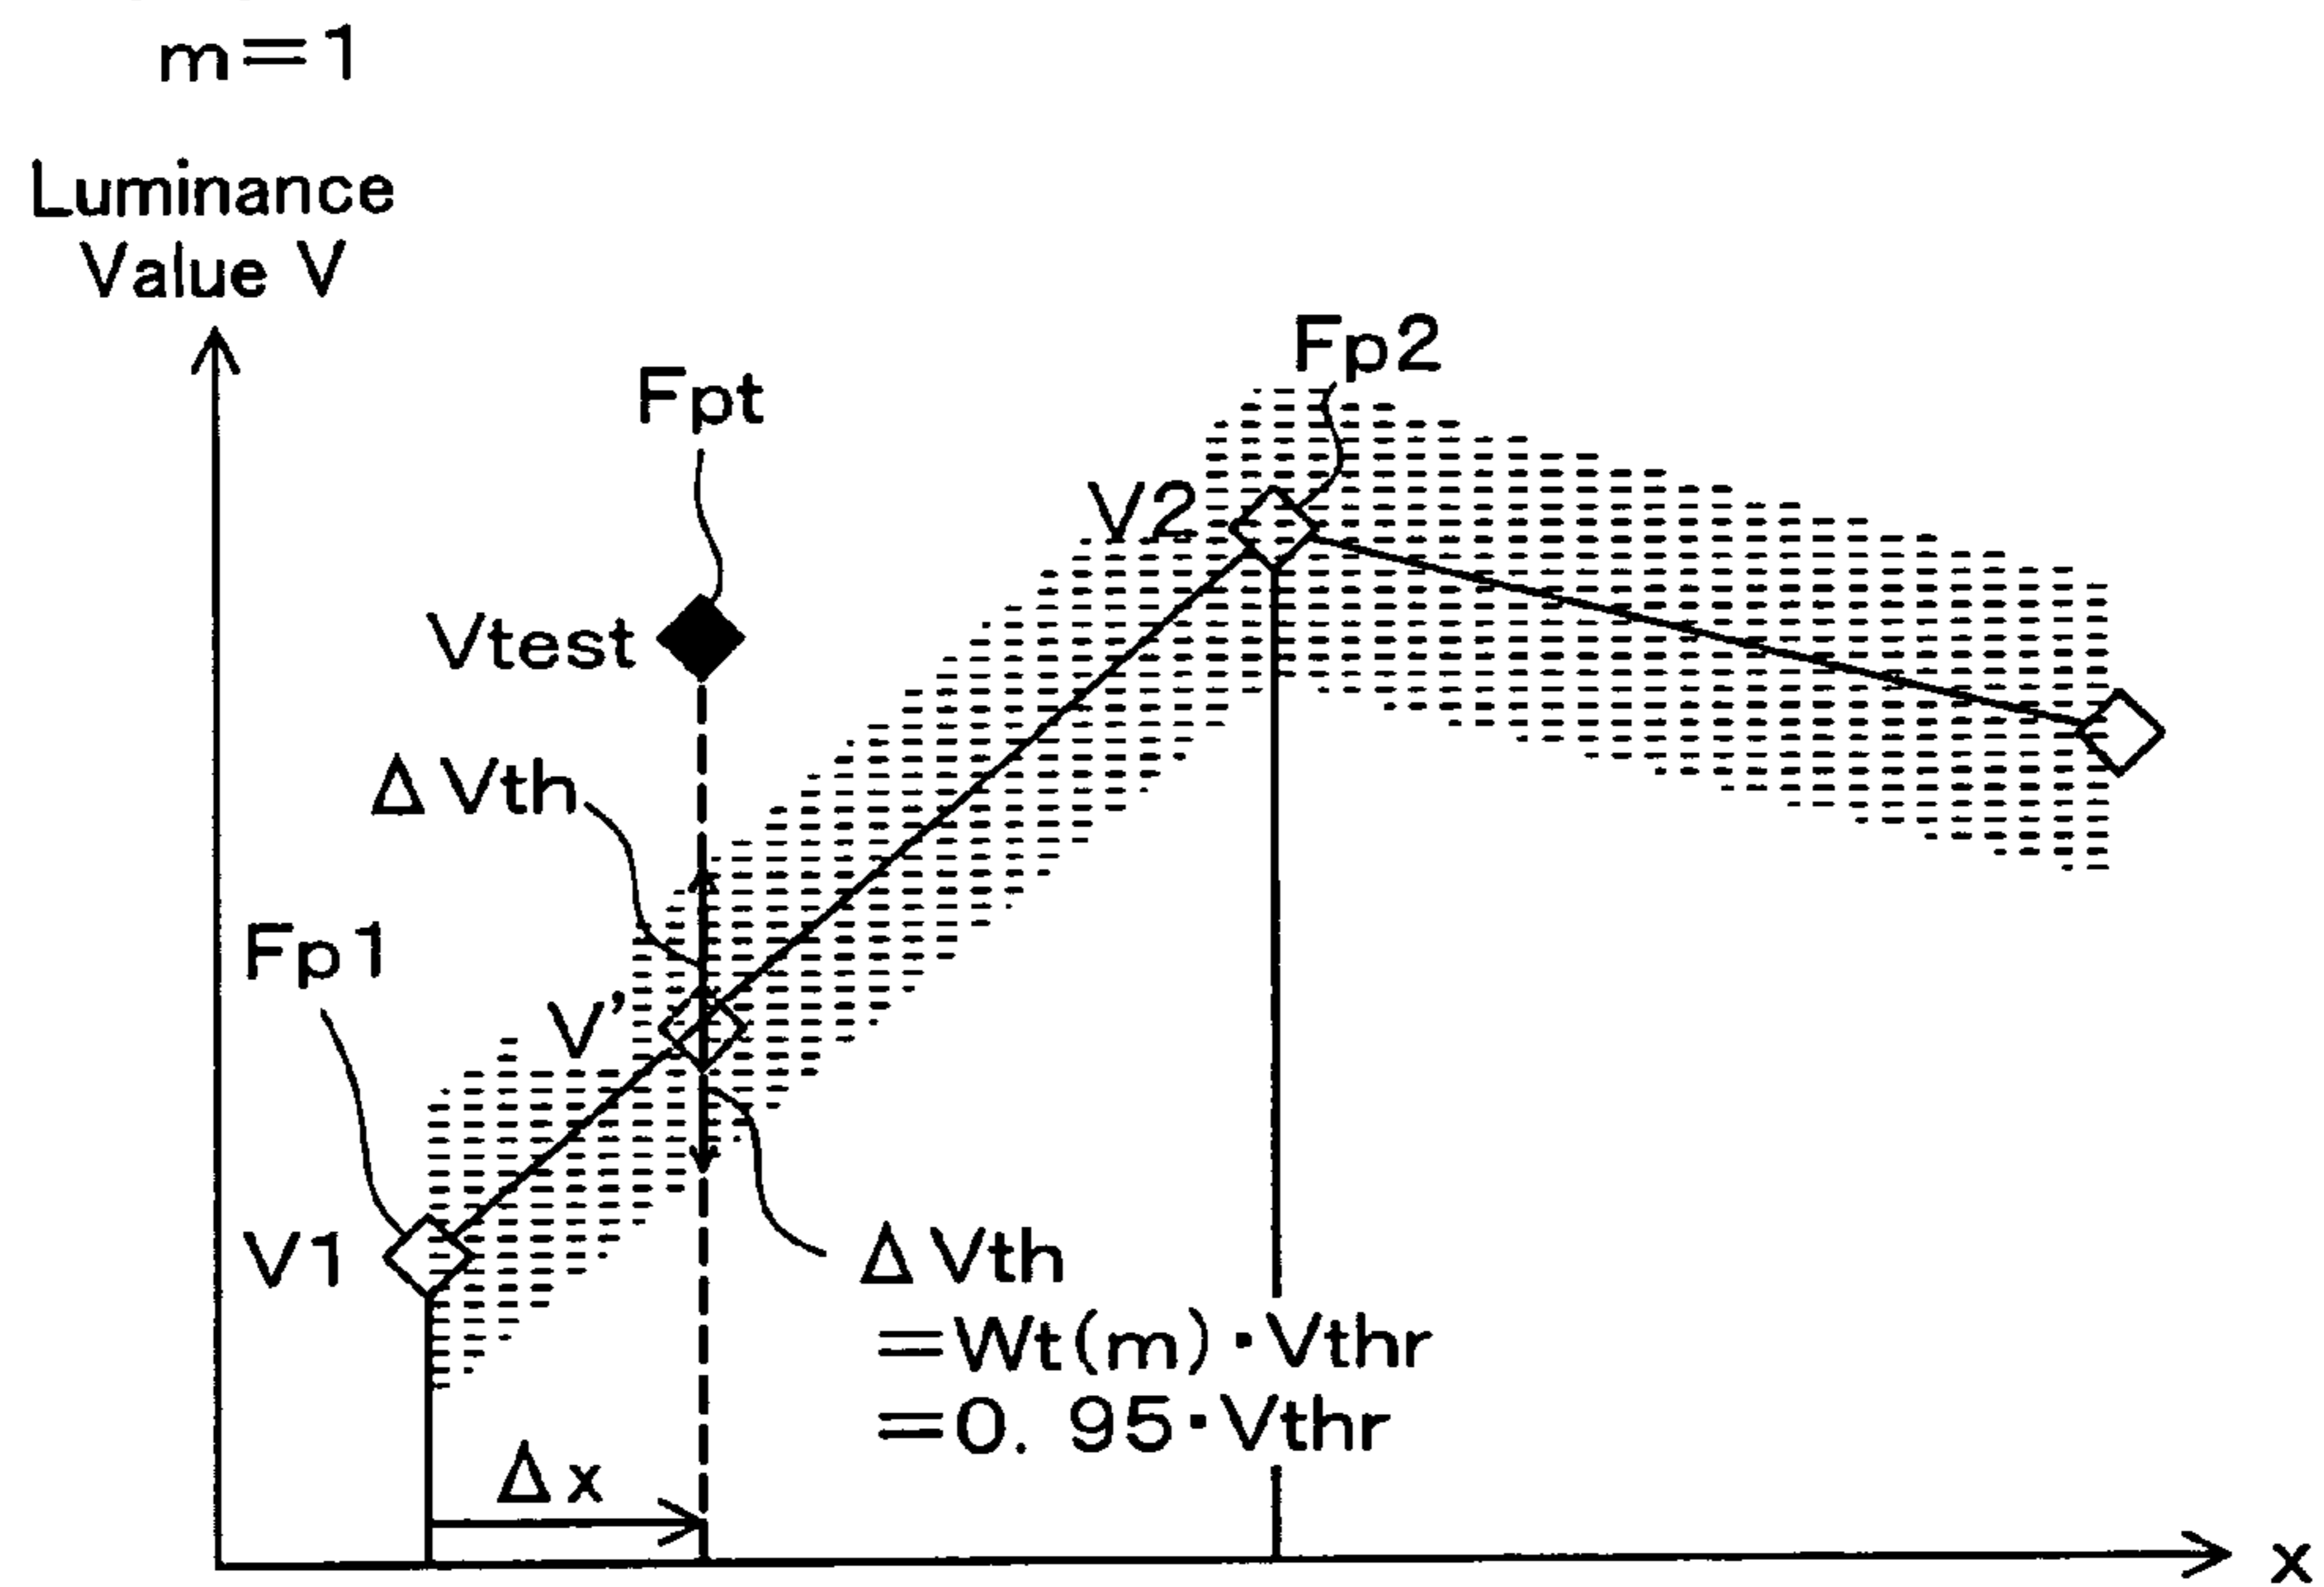 m=1
Luminance
Value V
Fp2
Fpt
V2
Vtest
ΔVth
Fp1
V'
V1
ΔVth
=Wt(m)·Vthr
=0. 95·Vthr
Δx
x